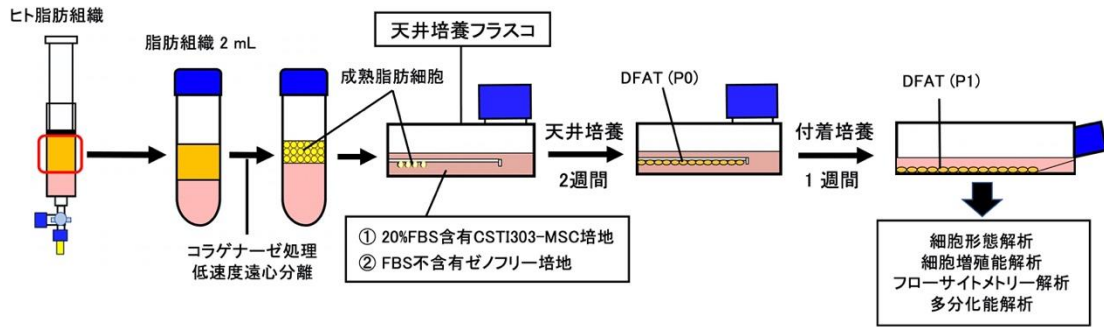 ヒト脂肪組織
脂肪組織 2 mL
コラゲナーゼ処理
低速度遠心分離
成熟脂肪細胞
天井培養フラスコ
① 20%FBS含有CSTI303-MSC培地
② FBS不含有ゼノフリー培地
天井培養
2週間
DFAT (P0)
付着培養
1 週間
DFAT (P1)
細胞形態解析
細胞増殖能解析
フローサイトメトリー解析
多分化能解析